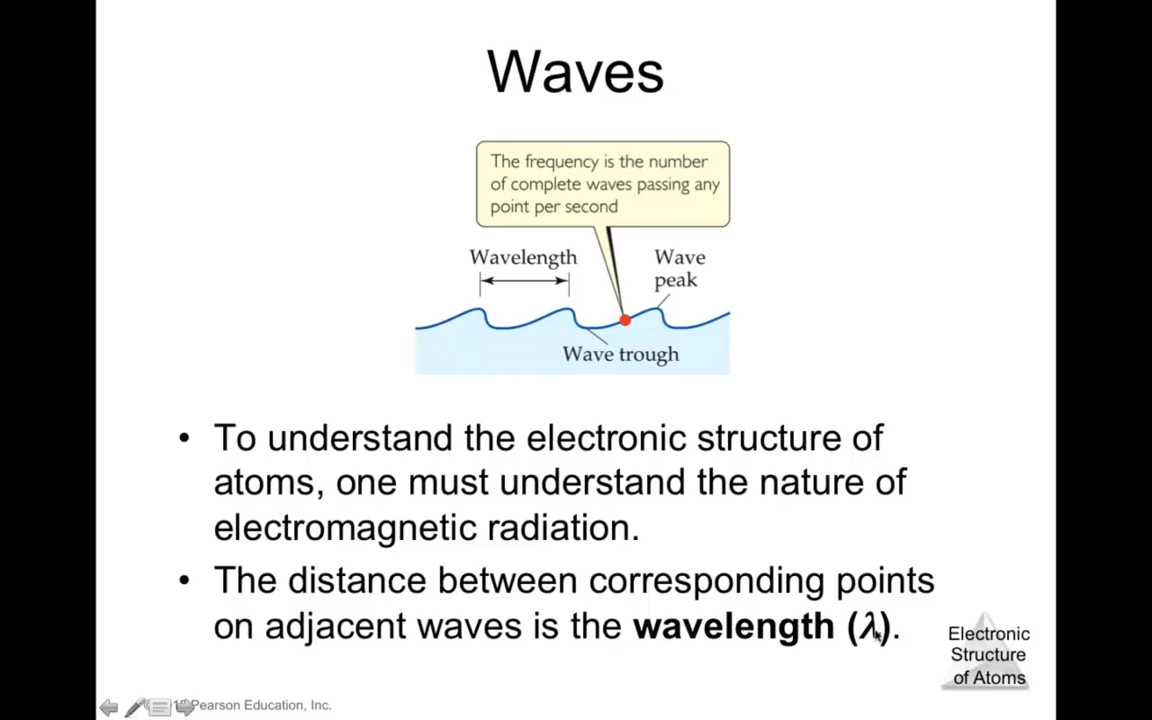 Waves
The frequency is the number
of complete waves passing any
point per second
Wavelength
Wave
peak
Wave trough
• To understand the electronic structure of
atoms, one must understand the nature of
electromagnetic radiation.
• The distance between corresponding points
on adjacent waves is the wavelength (λ).
Electronic
Structure
of Atoms
Pearson Education, Inc.